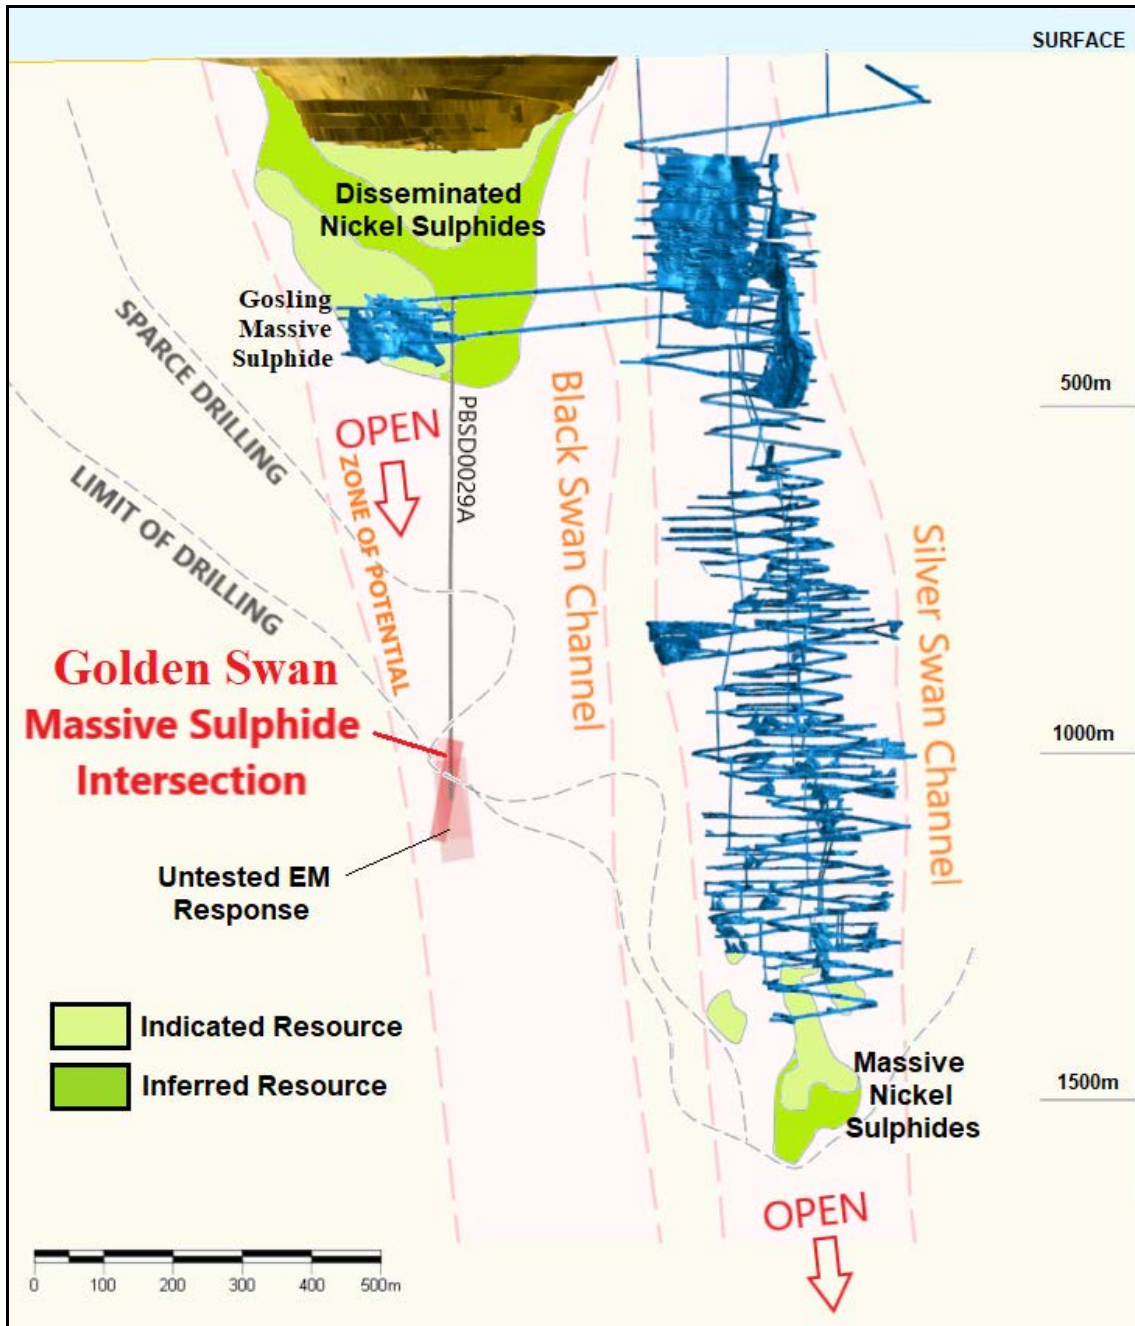 SURFACE
Disseminated
Nickel Sulphides
Gosling
Massive
Sulphide
500m
SPARCE DRILLING
LIMIT OF DRILLING
OPEN
ZONE OF POTENTIAL
PBSD0029A
Black Swan Channel
Silver Swan Channel
Golden Swan
Massive Sulphide
Intersection
1000m
Untested EM
Response
Indicated Resource
Inferred Resource
Massive
Nickel
Sulphides
1500m
OPEN
0 100 200 300 400 500m